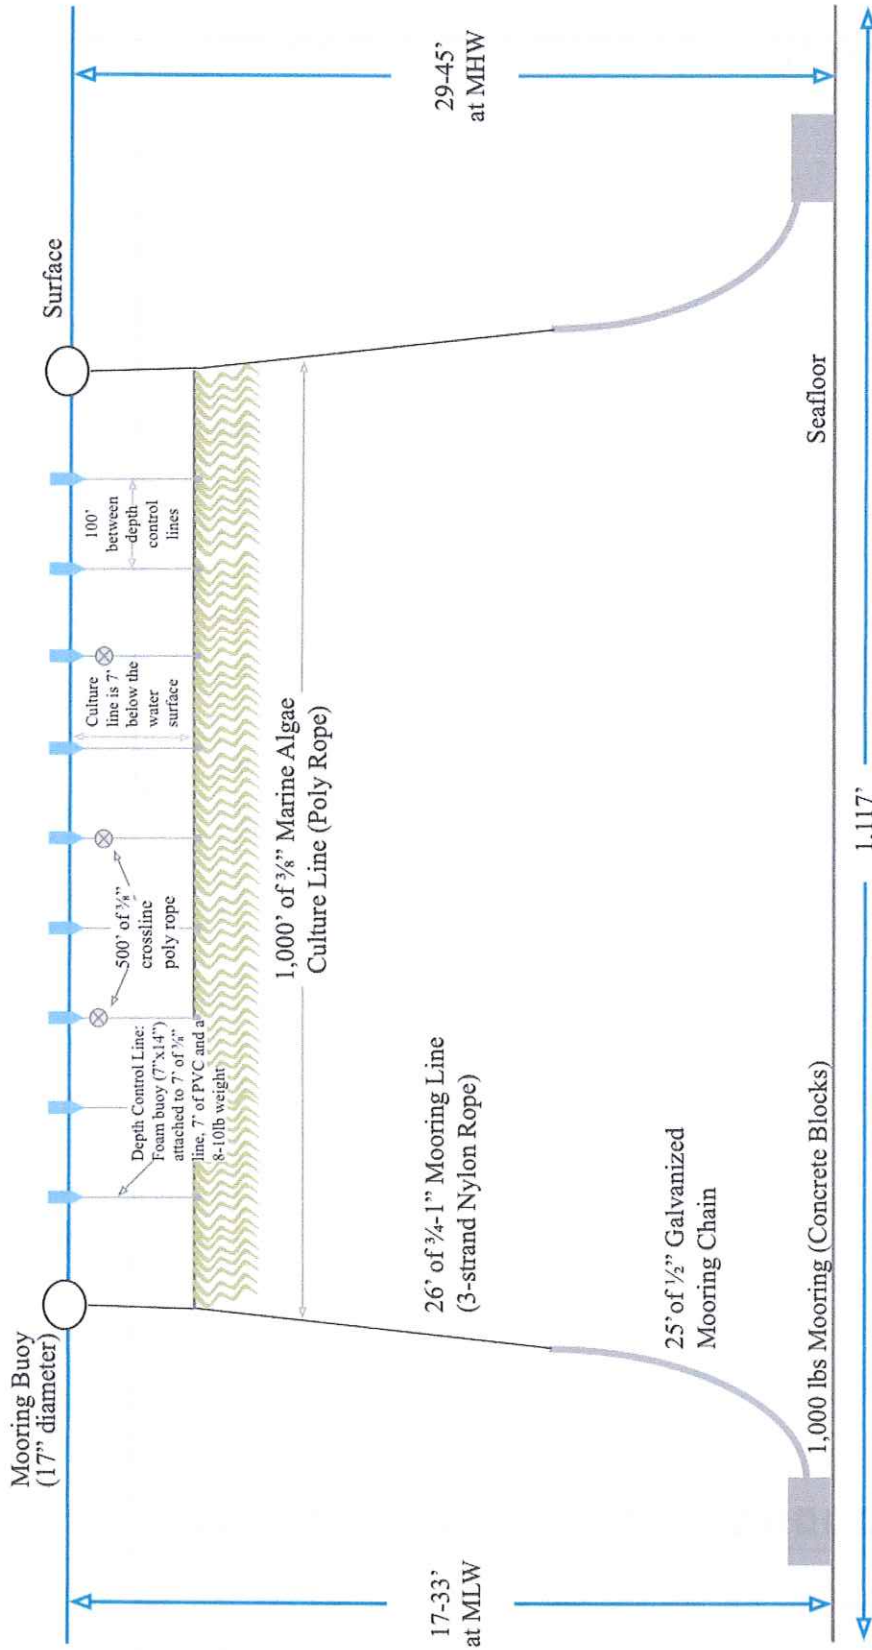 Mooring Buoy
(17” diameter)
Surface
17-33’
at MLW
29-45’
at MHW
Depth Control Line:
Foam buoy (7”x14”)
attached to 7’ of ⅜”
line, 7’ of PVC and a
8-10lb weight
500’ of ⅜”
crossline
poly rope
Culture
line is 7’
below the
water
surface
100’
between
depth
control
lines
1,000’ of ⅜” Marine Algae
Culture Line (Poly Rope)
26’ of ¾-1” Mooring Line
(3-strand Nylon Rope)
25’ of ½” Galvanized
Mooring Chain
1,000 lbs Mooring (Concrete Blocks)
Seafloor
1,117’